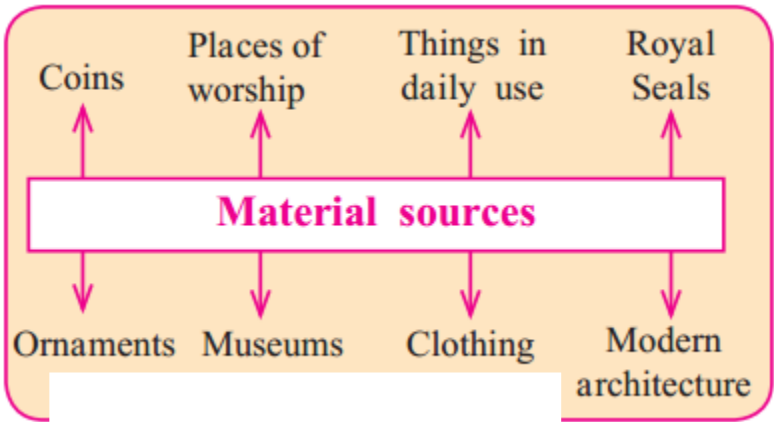 Coins
Places of
worship
Things in
daily use
Royal
Seals
Material sources
Ornaments
Museums
Clothing
Modern
architecture